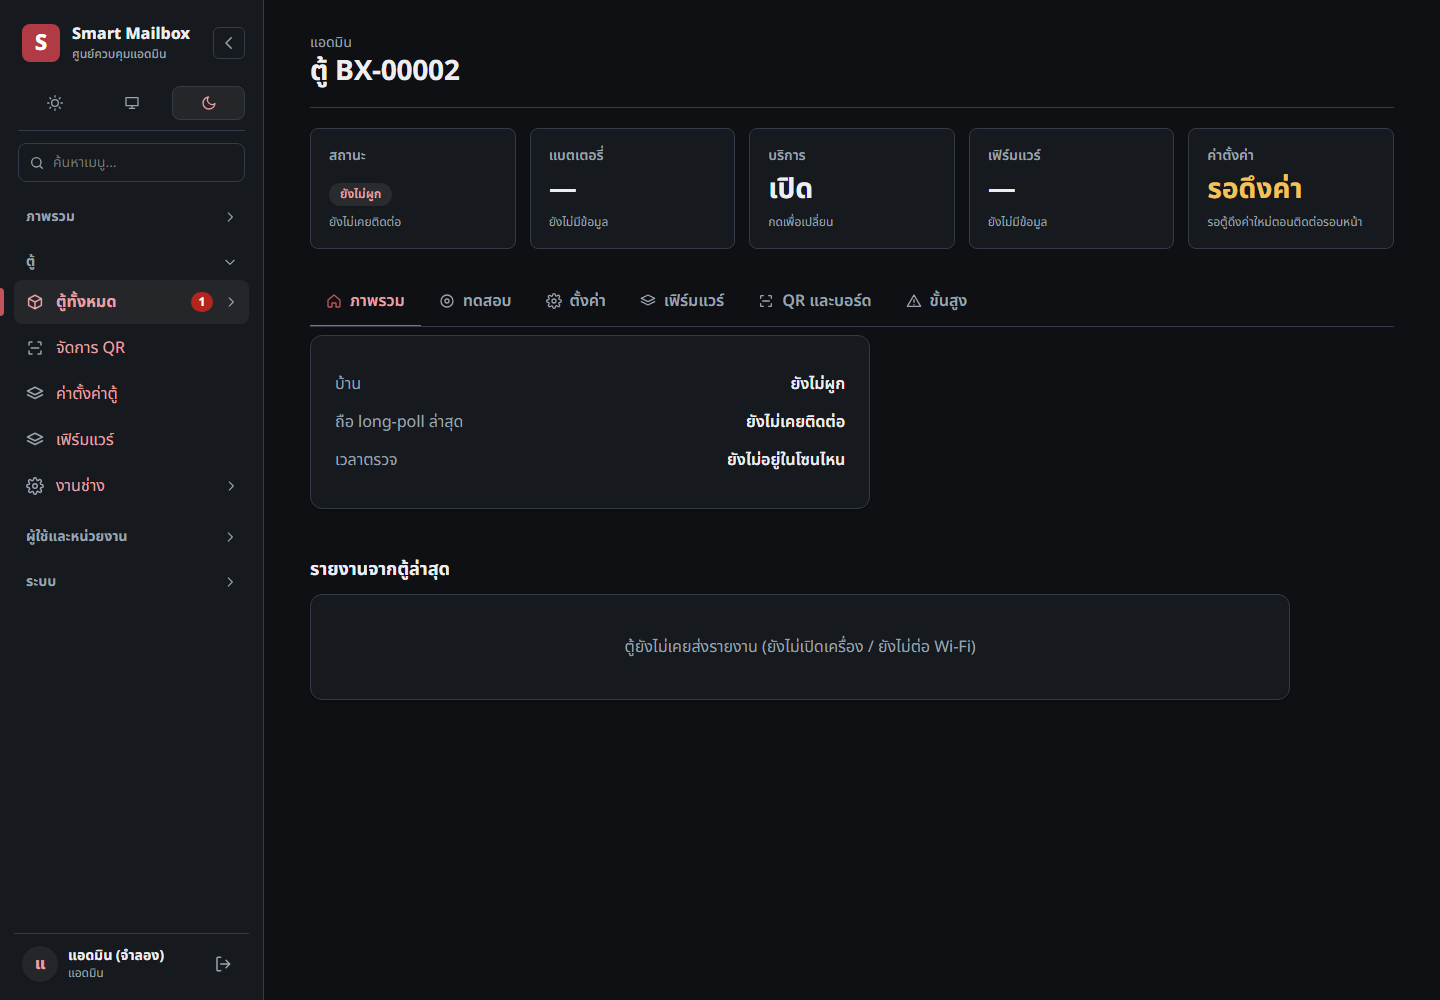 S
Smart Mailbox
ศูนย์ควบคุมแอดมิน
ค้นหาเมนู...
ภาพรวม
ตู้
ตู้ทั้งหมด 1
จัดการ QR
ค่าตั้งค่าตู้
เฟิร์มแวร์
งานช่าง
ผู้ใช้และหน่วยงาน
ระบบ
แ
แอดมิน (จำลอง)
แอดมิน
แอดมิน
ตู้ BX-00002
สถานะ
ยังไม่ผูก
ยังไม่เคยติดต่อ
แบตเตอรี่
—
ยังไม่มีข้อมูล
บริการ
เปิด
กดเพื่อเปลี่ยน
เฟิร์มแวร์
—
ยังไม่มีข้อมูล
ค่าตั้งค่า
รอดึงค่า
รอตู้ดึงค่าใหม่ตอนติดต่อรอบหน้า
ภาพรวม ทดสอบ ตั้งค่า เฟิร์มแวร์ QR และบอร์ด ขั้นสูง
บ้าน ยังไม่ผูก
ถือ long-poll ล่าสุด ยังไม่เคยติดต่อ
เวลาตรวจ ยังไม่อยู่ในโซนไหน
รายงานจากตู้ล่าสุด
ตู้ยังไม่เคยส่งรายงาน (ยังไม่เปิดเครื่อง / ยังไม่ต่อ Wi-Fi)